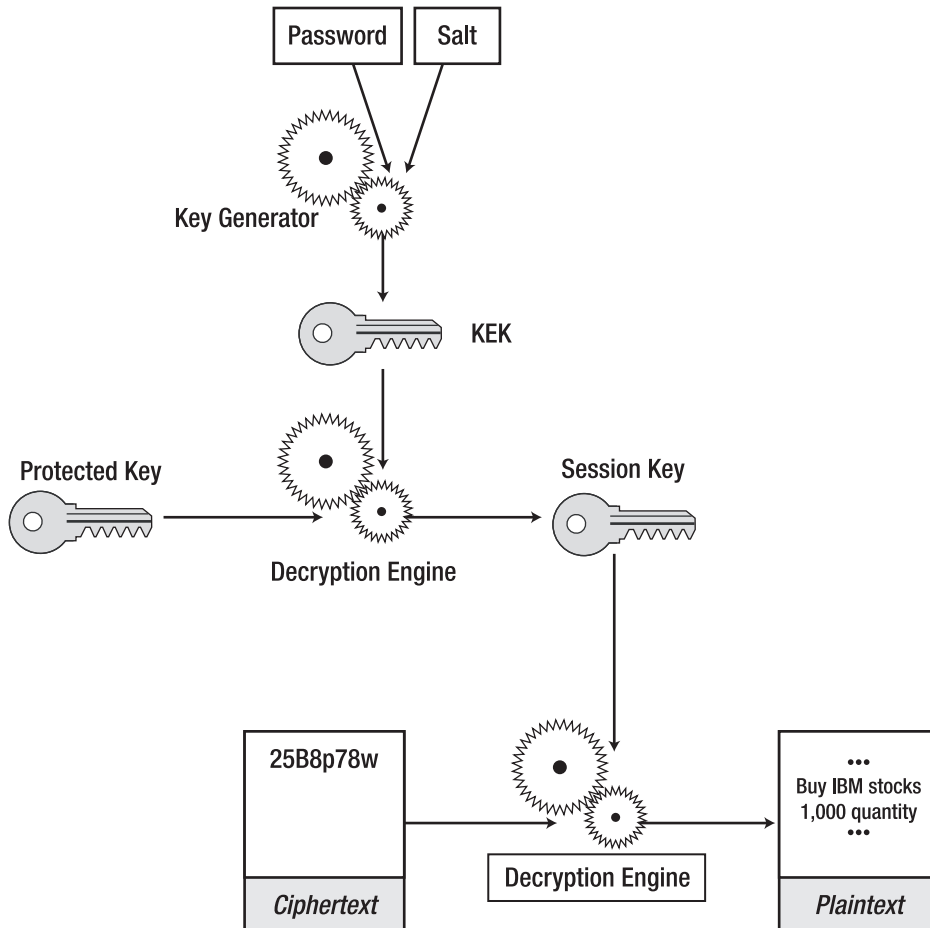 Password
Salt
Key Generator
KEK
Protected Key
Session Key
Decryption Engine
25B8p78w
•••
Buy IBM stocks
1,000 quantity
•••
Decryption Engine
Ciphertext
Plaintext